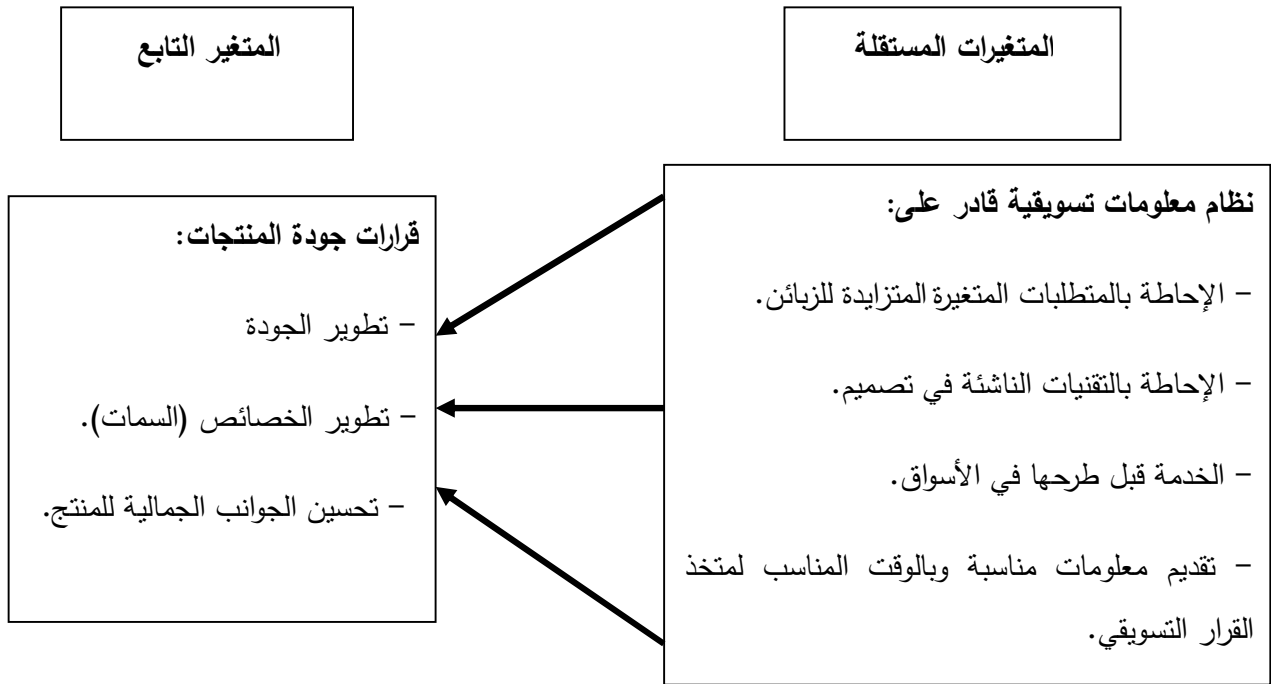 المتغيرات المستقلة
المتغير التابع
نظام معلومات تسويقية قادر على:
- الإحاطة بالمتطلبات المتغيرة المتزايدة للزبائن.
- الإحاطة بالتقنيات الناشئة في تصميم.
- الخدمة قبل طرحها في الأسواق.
- تقديم معلومات مناسبة وبالوقت المناسب لمتخذ
القرار التسويقي.
قرارات جودة المنتجات:
- تطوير الجودة
- تطوير الخصائص (السمات).
- تحسين الجوانب الجمالية للمنتج.